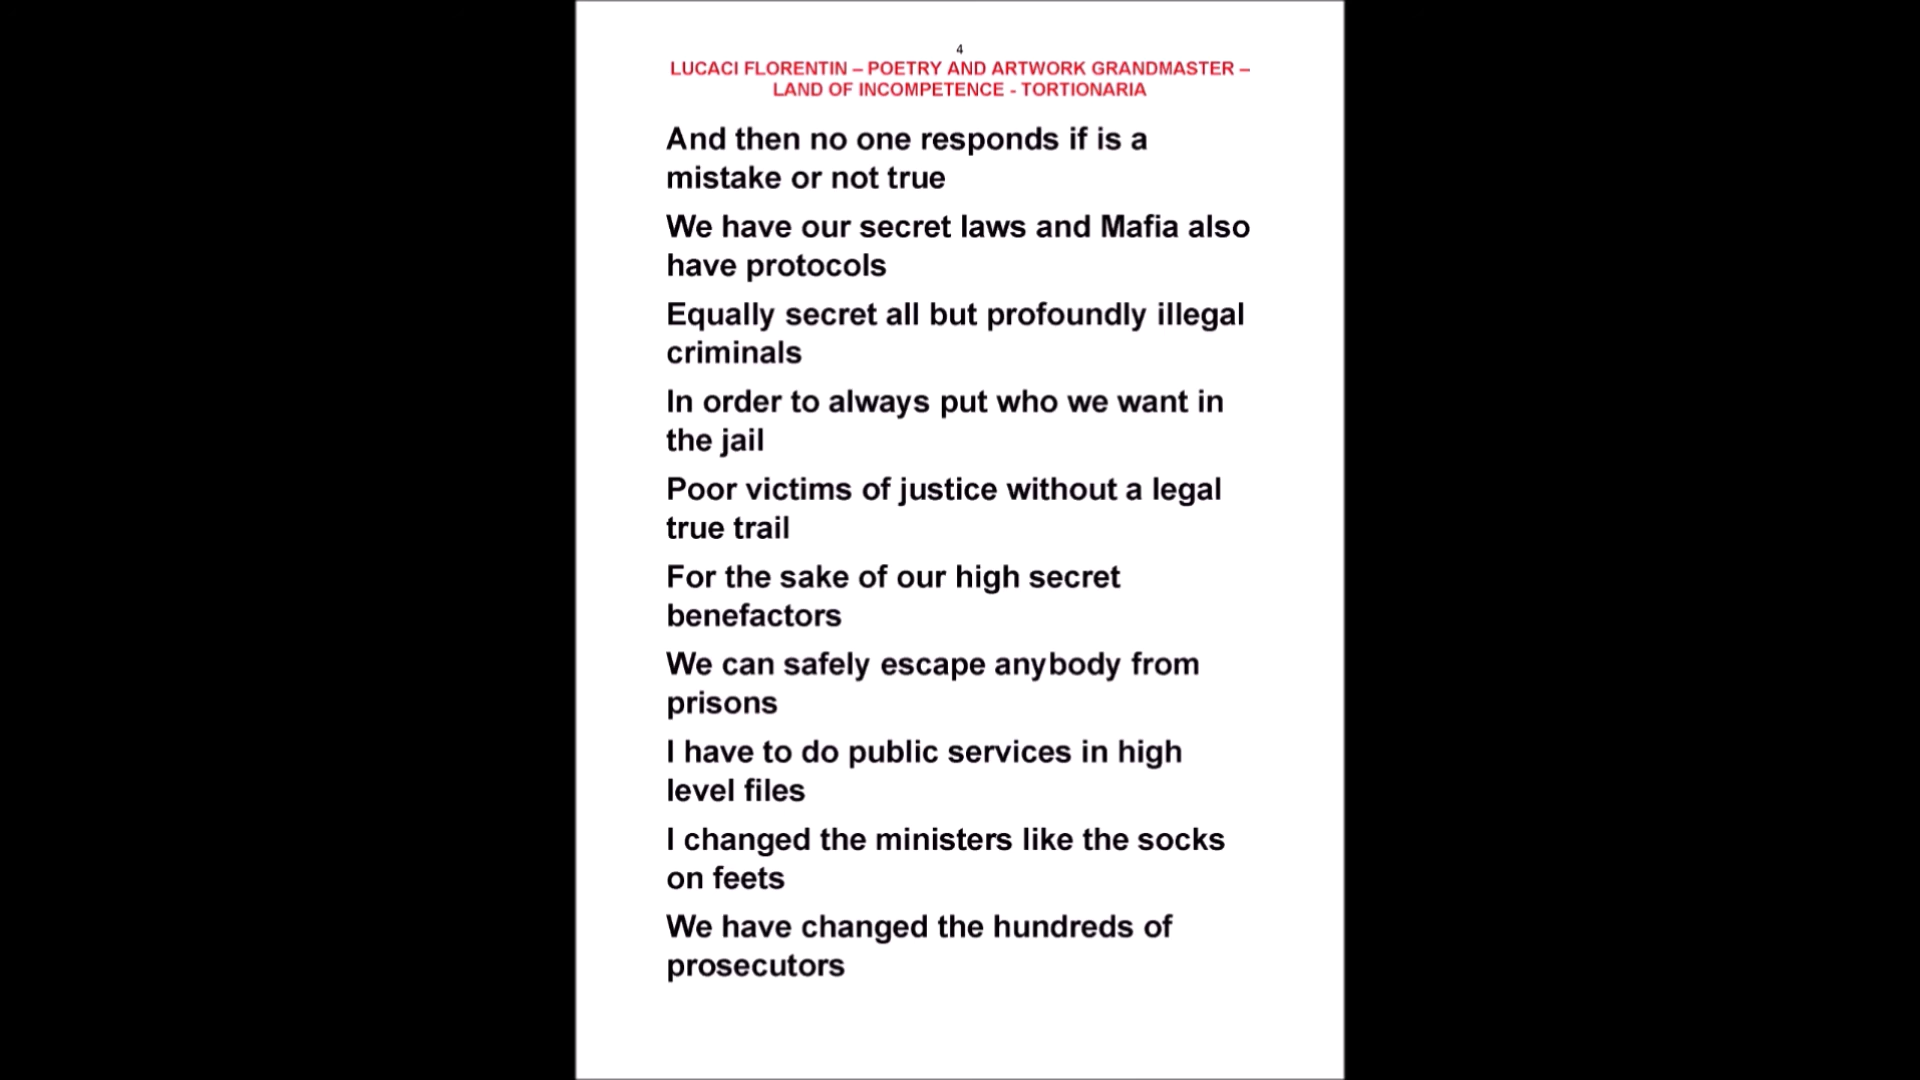 4
LUCACI FLORENTIN – POETRY AND ARTWORK GRANDMASTER –
LAND OF INCOMPETENCE - TORTIONARIA
And then no one responds if is a
mistake or not true
We have our secret laws and Mafia also
have protocols
Equally secret all but profoundly illegal
criminals
In order to always put who we want in
the jail
Poor victims of justice without a legal
true trail
For the sake of our high secret
benefactors
We can safely escape anybody from
prisons
I have to do public services in high
level files
I changed the ministers like the socks
on feets
We have changed the hundreds of
prosecutors